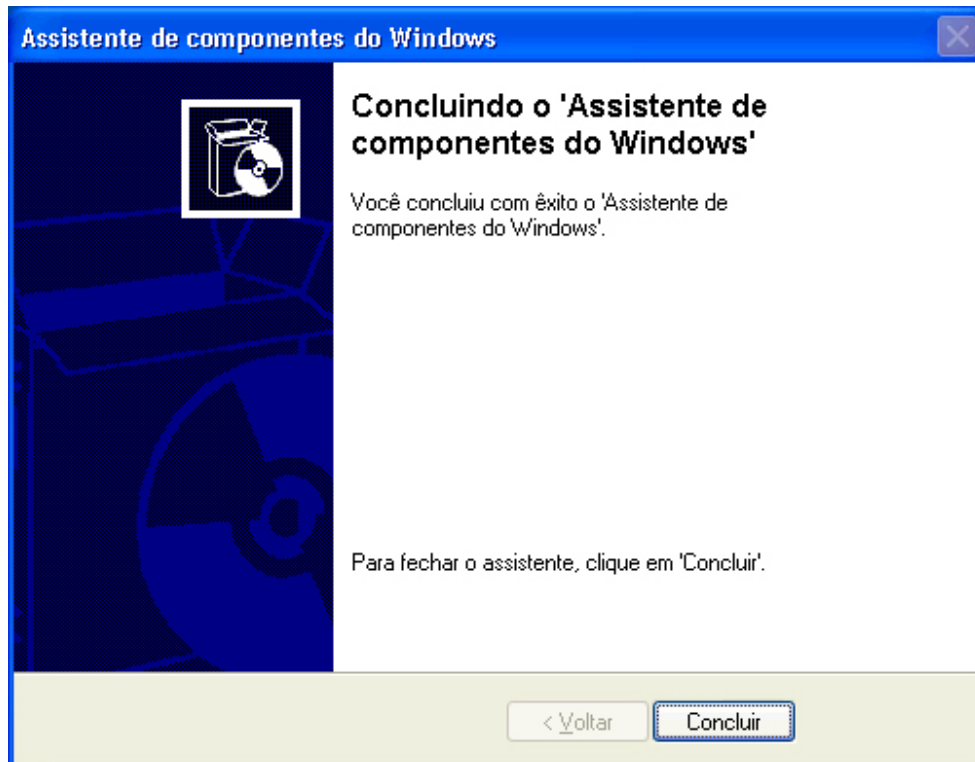 Assistente de componentes do Windows
Concluindo o 'Assistente de
componentes do Windows'
Você concluiu com êxito o 'Assistente de
componentes do Windows'.
Para fechar o assistente, clique em 'Concluir'.
< Voltar
Concluir